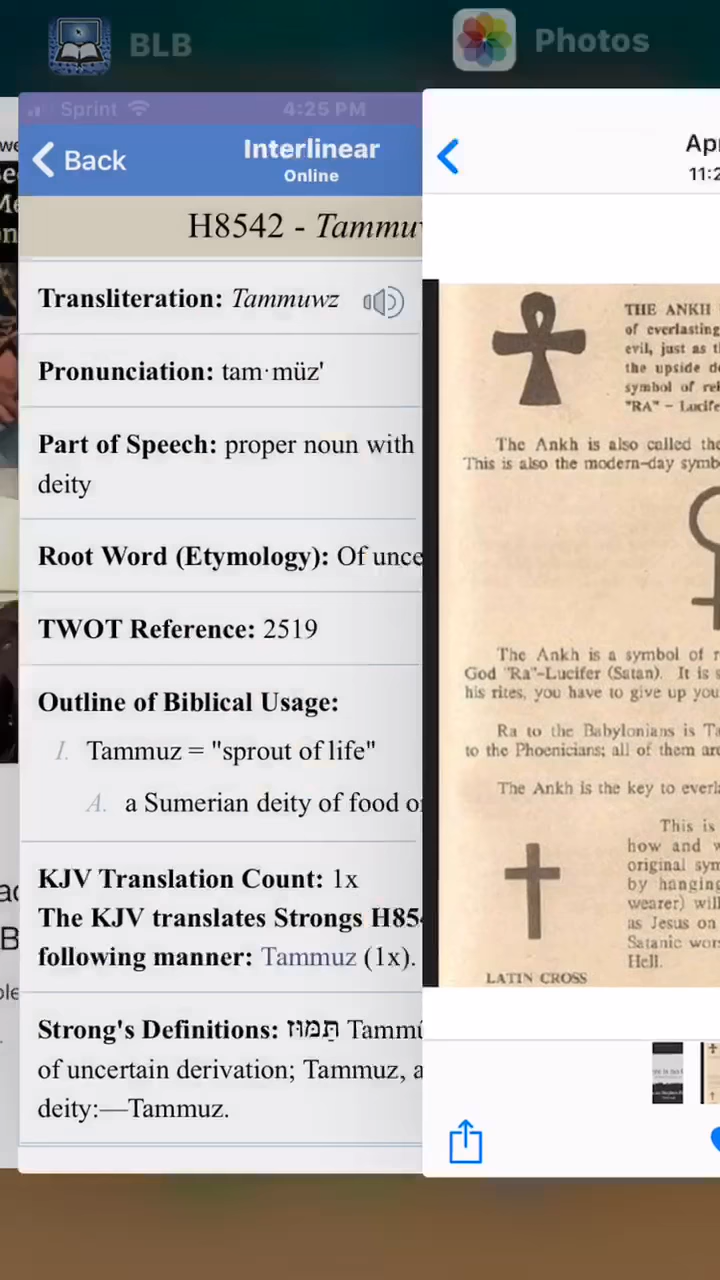 BLB
Photos
Sprint
4:25 PM
Back
Interlinear
Online
H8542 - Tammu
Transliteration: Tammuwz
Pronunciation: tam·müz'
Part of Speech: proper noun with
deity
Root Word (Etymology): Of unce
TWOT Reference: 2519
Outline of Biblical Usage:
I. Tammuz = "sprout of life"
A. a Sumerian deity of food o
KJV Translation Count: 1x
The KJV translates Strongs H854
following manner: Tammuz (1x).
Strong's Definitions: תַּמּוּז Tammû
of uncertain derivation; Tammuz, a
deity:—Tammuz.
Apr
11:2
THE ANKH
of everlasting
evil, just as t
the upside d
symbol of re
"RA" - Lucife
The Ankh is also called the
This is also the modern-day symb
The Ankh is a symbol of r
God "Ra"-Lucifer (Satan). It is s
his rites, you have to give up you
Ra to the Babylonians is Ta
to the Phoenicians; all of them ar
The Ankh is the key to everl
This is
how and w
original sym
by hanging
wearer) will
as Jesus on
Satanic wor
Hell.
LATIN CROSS